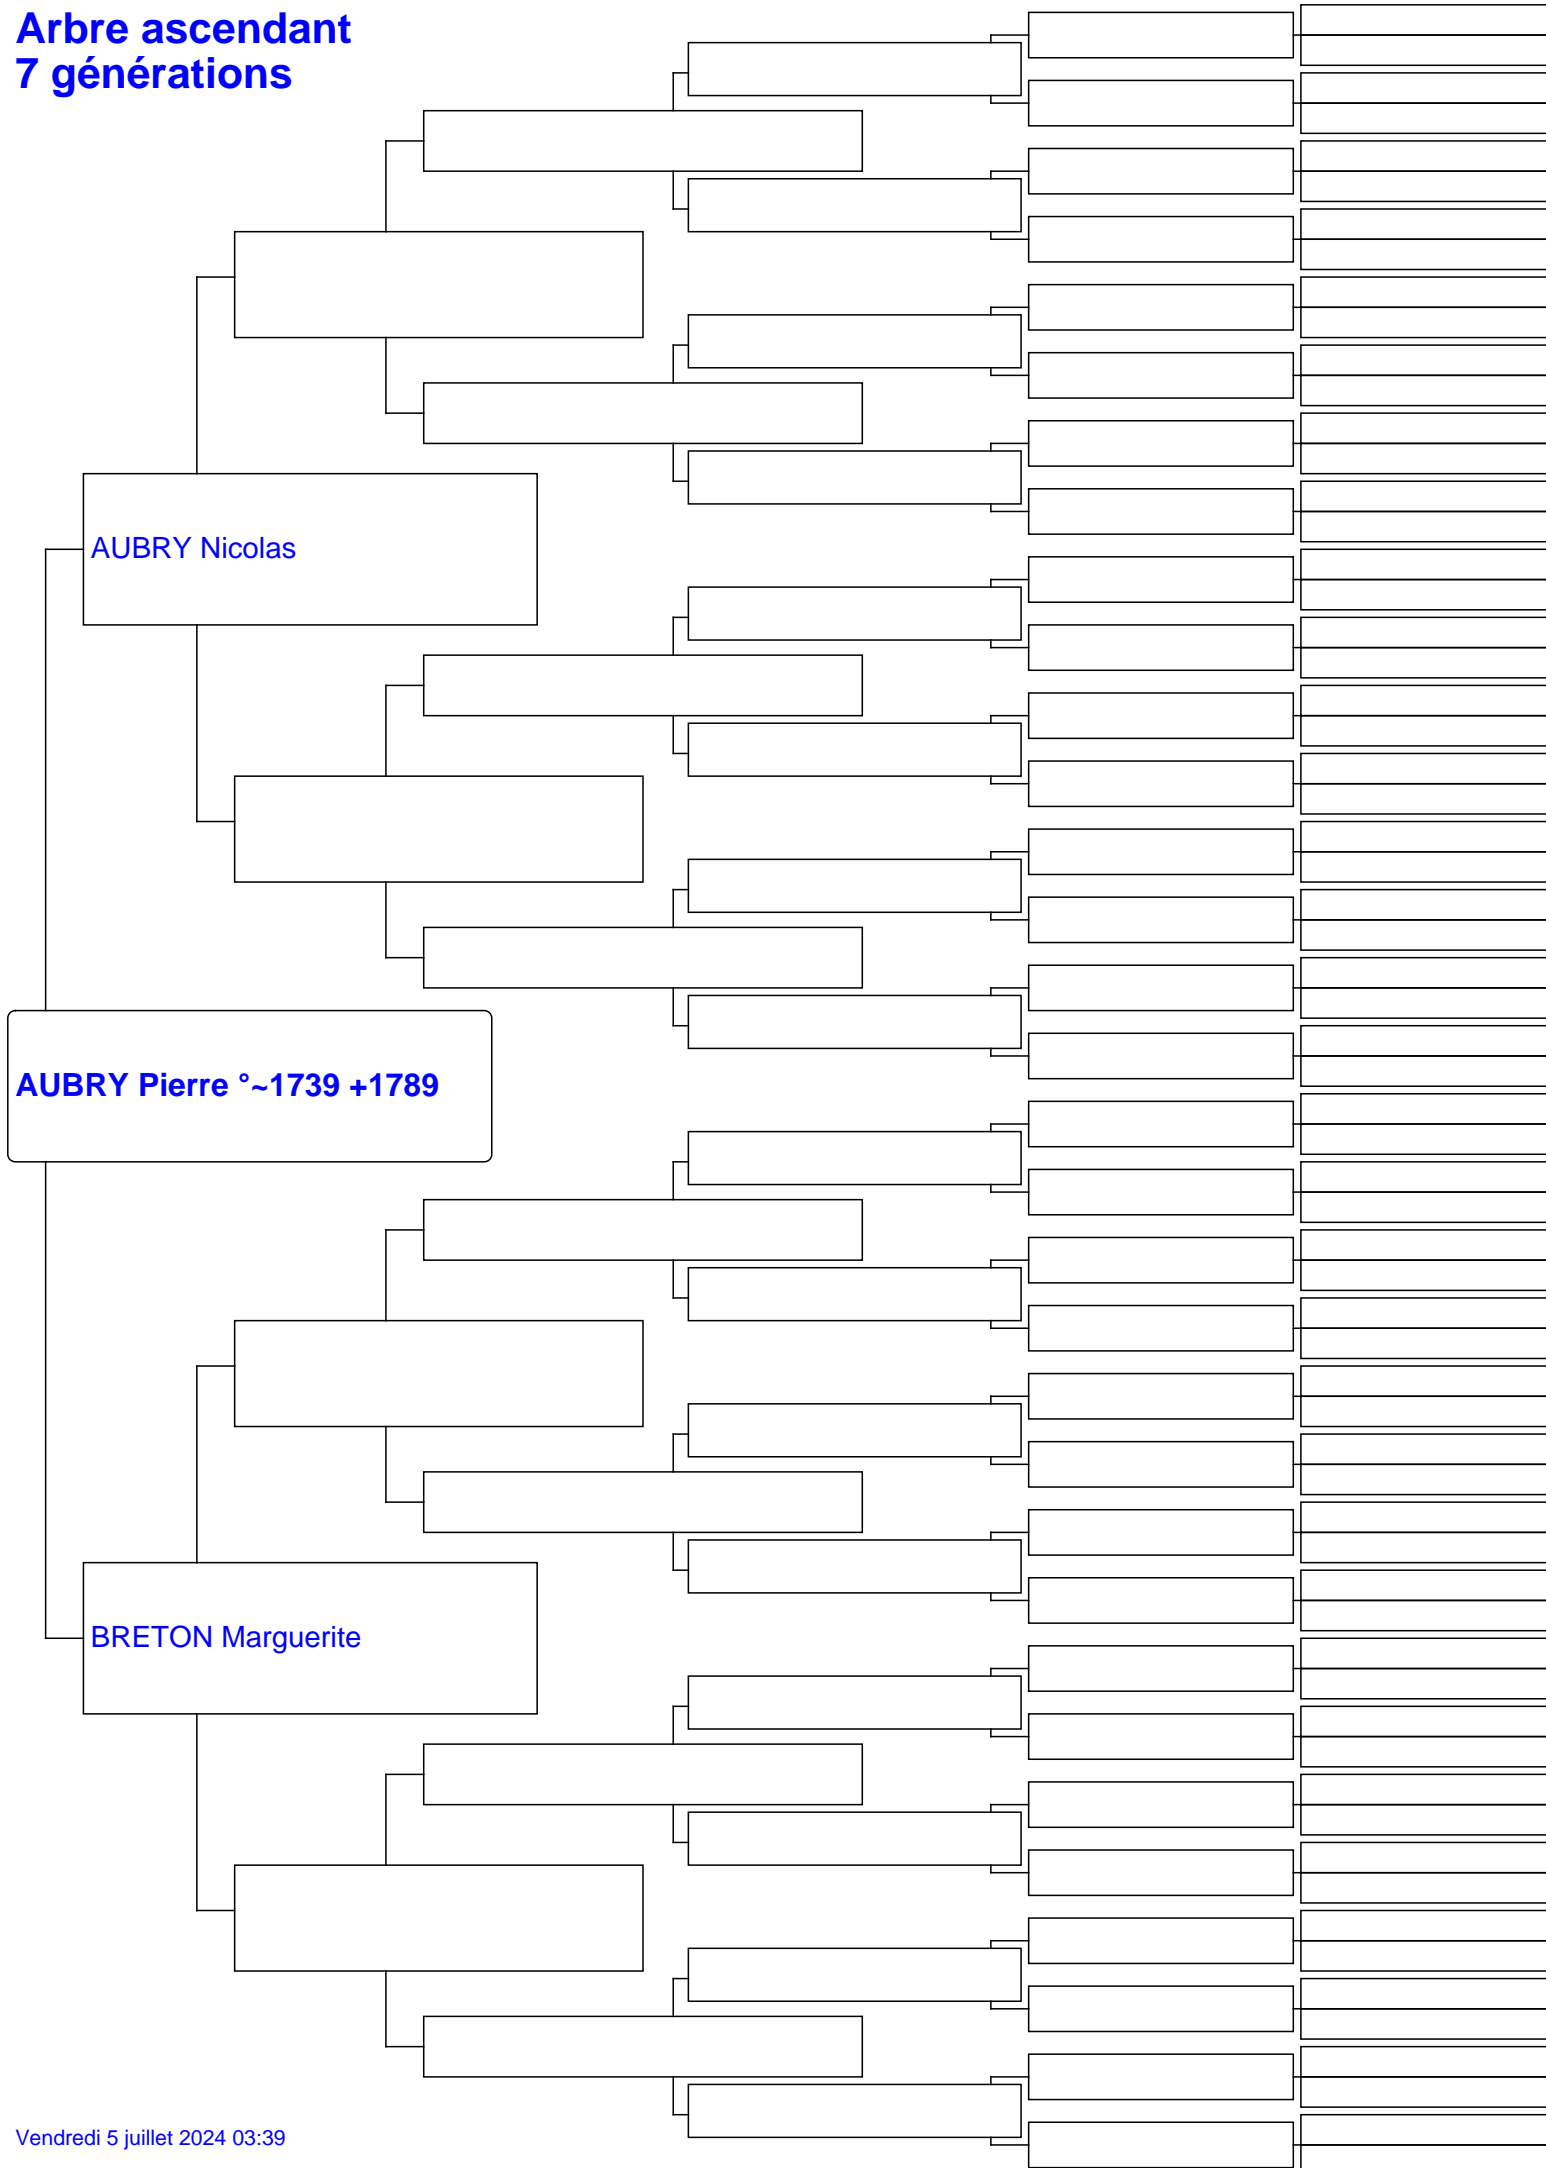 Arbre ascendant
7 générations
AUBRY Nicolas
AUBRY Pierre °~1739 +1789
BRETON Marguerite
Vendredi 5 juillet 2024 03:39